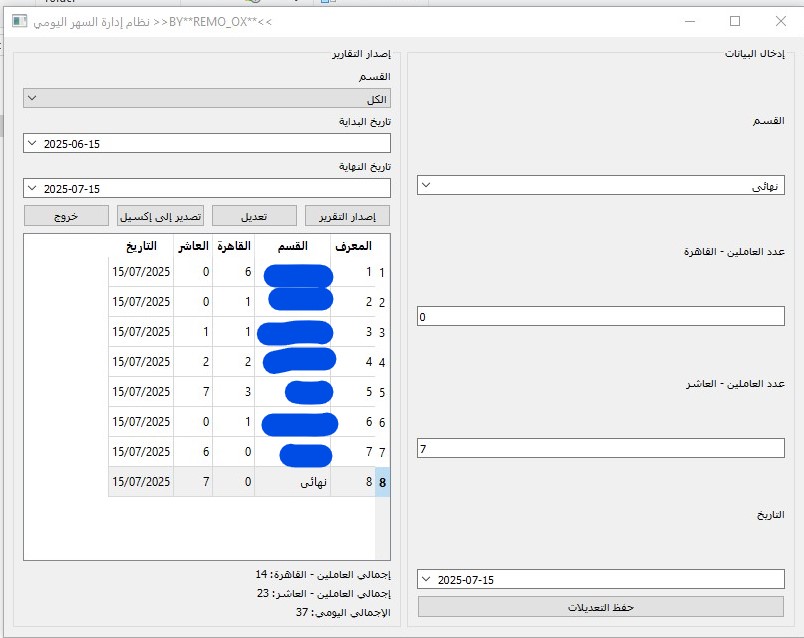 نظام إدارة السهر اليومي >>BY**REMO_OX**<<
إدخال البيانات
القسم
نهائى
عدد العاملين - القاهرة
0
عدد العاملين - العاشر
7
التاريخ
2025-07-15
حفظ التعديلات
إصدار التقارير
القسم
الكل
تاريخ البداية
2025-06-15
تاريخ النهاية
2025-07-15
إصدار التقرير تعديل تصدير إلى إكسيل خروج
المعرف القسم القاهرة العاشر التاريخ
1 1 6 0 15/07/2025
2 2 1 0 15/07/2025
3 3 1 1 15/07/2025
4 4 2 2 15/07/2025
5 5 3 7 15/07/2025
6 6 1 0 15/07/2025
7 7 0 6 15/07/2025
8 8 نهائى 0 7 15/07/2025
إجمالي العاملين - القاهرة: 14
إجمالي العاملين - العاشر: 23
الإجمالي اليومي: 37